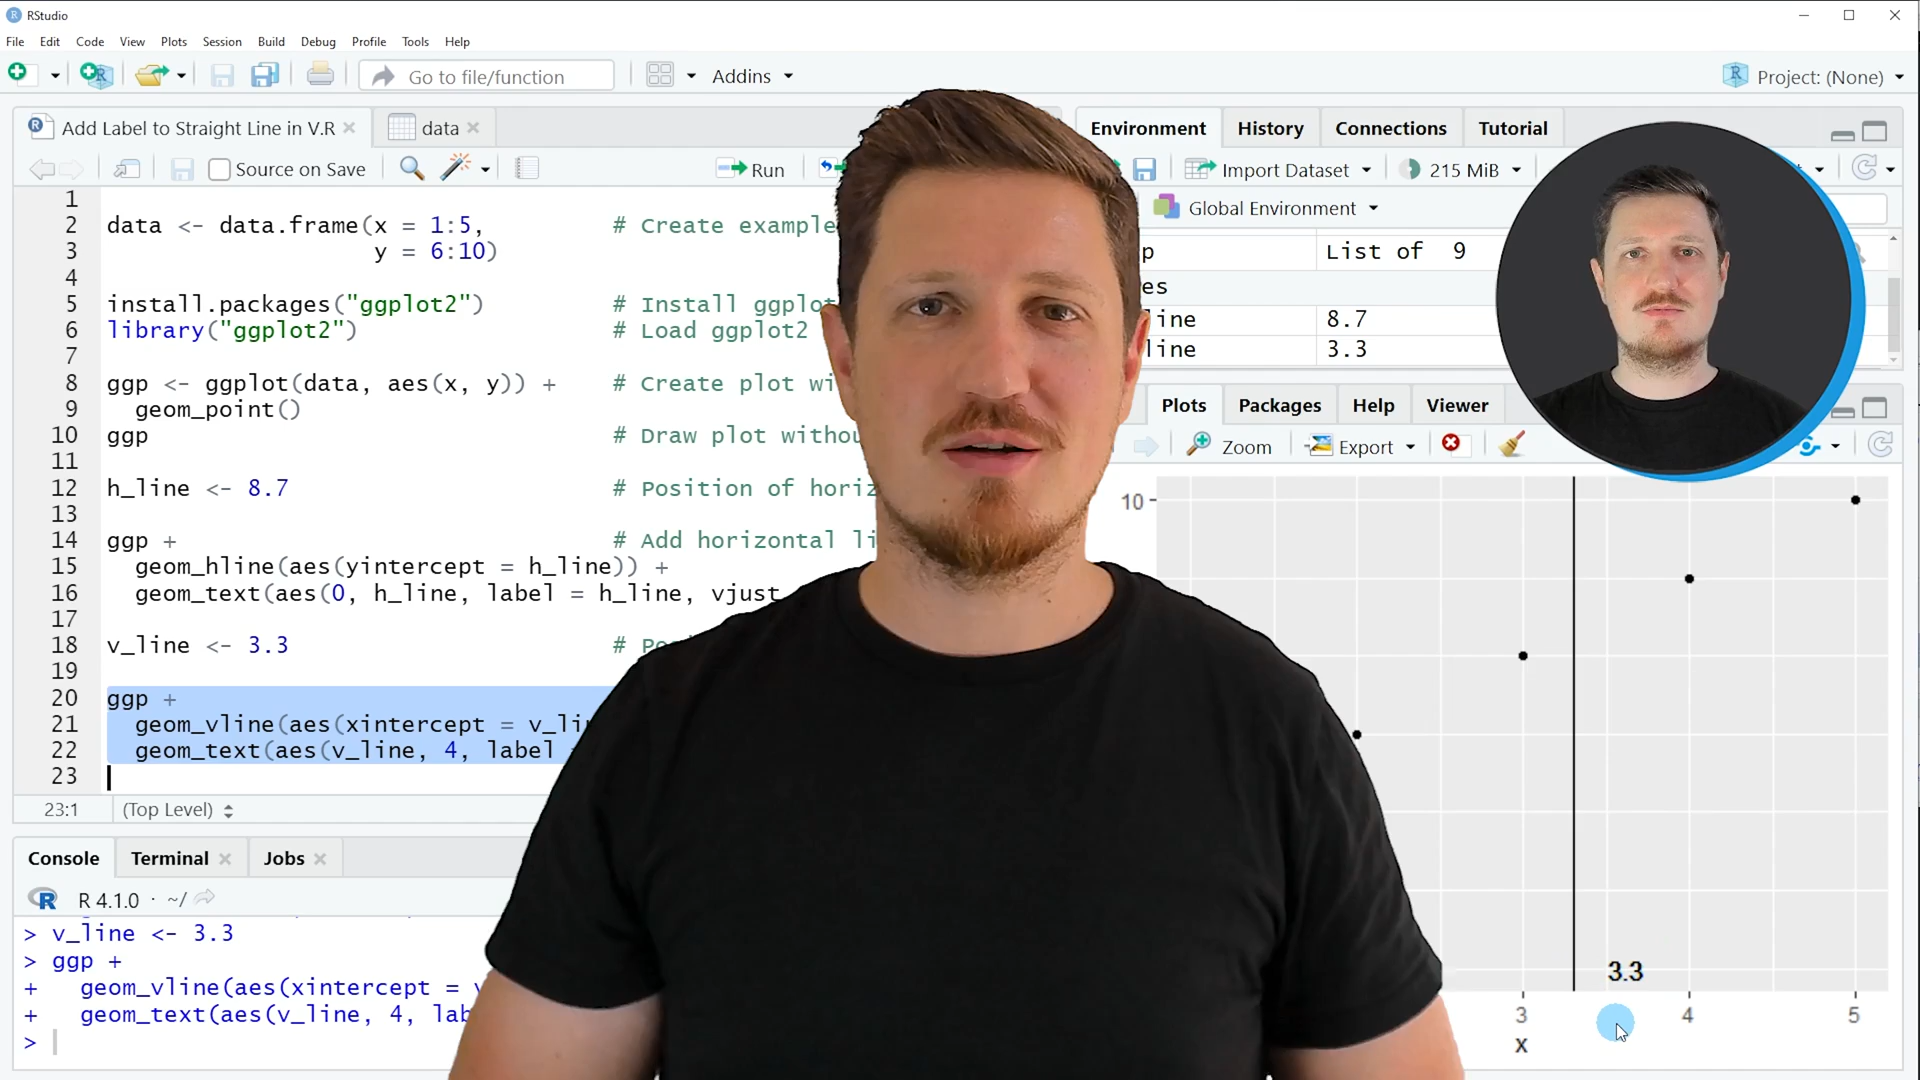 RStudio
File Edit Code View Plots Session Build Debug Profile Tools Help
Go to file/function Addins Project: (None)
Add Label to Straight Line in V.R data
Source on Save Run
1
2 data <- data.frame(x = 1:5, # Create example
3 y = 6:10)
4
5 install.packages("ggplot2") # Install
6 library("ggplot2") # Load ggplot2
7
8 ggp <- ggplot(data, aes(x, y)) + # Create plot
9 geom_point()
10 ggp # Draw plot
11
12 h_line <- 8.7 # Position of
13
14 ggp + # Add horizontal
15 geom_hline(aes(yintercept = h_line)) +
16 geom_text(aes(0, h_line, label = h_line, vjust
17
18 v_line <- 3.3 #
19
20 ggp +
21 geom_vline(aes(xintercept =
22 geom_text(aes(v_line, 4, label
23
23:1 (Top Level)
Console Terminal Jobs
R 4.1.0 · ~/
> v_line <- 3.3
> ggp +
+ geom_vline(aes(xintercept =
+ geom_text(aes(v_line, 4,
>
Environment History Connections Tutorial
Import Dataset 215 MiB
Global Environment
List of 9
8.7
3.3
Plots Packages Help Viewer
Zoom Export
10
3.3
3 4 5
x